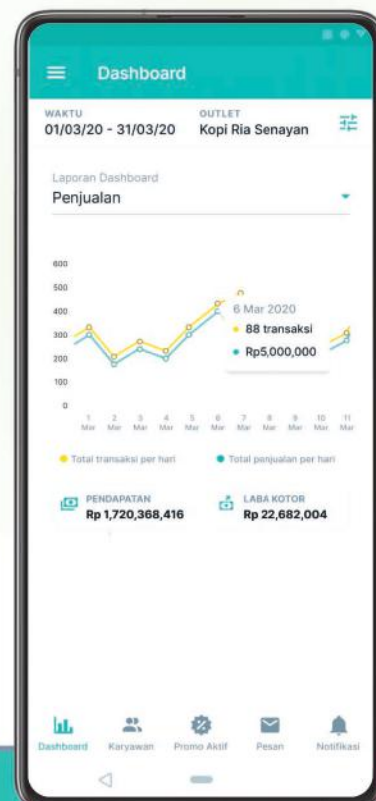 Dashboard
WAKTU
01/03/20 - 31/03/20
OUTLET
Kopi Ria Senayan
Laporan Dashboard
Penjualan
600
500
400
300
200
100
0
6 Mar 2020
88 transaksi
Rp5,000,000
1 Mar
2 Mar
3 Mar
4 Mar
5 Mar
6 Mar
7 Mar
8 Mar
9 Mar
10 Mar
11 Mar
Total transaksi per hari
Total penjualan per hari
PENDAPATAN
Rp 1,720,368,416
LABA KOTOR
Rp 22,682,004
Dashboard
Karyawan
Promo Aktif
Pesan
Notifikasi